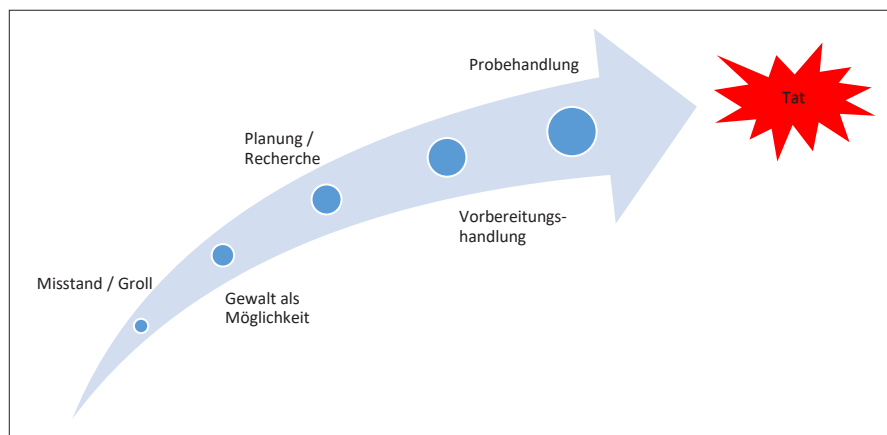 Misstand / Groll
Gewalt als
Möglichkeit
Planung /
Recherche
Vorbereitungs-
handlung
Probehandlung
Tat